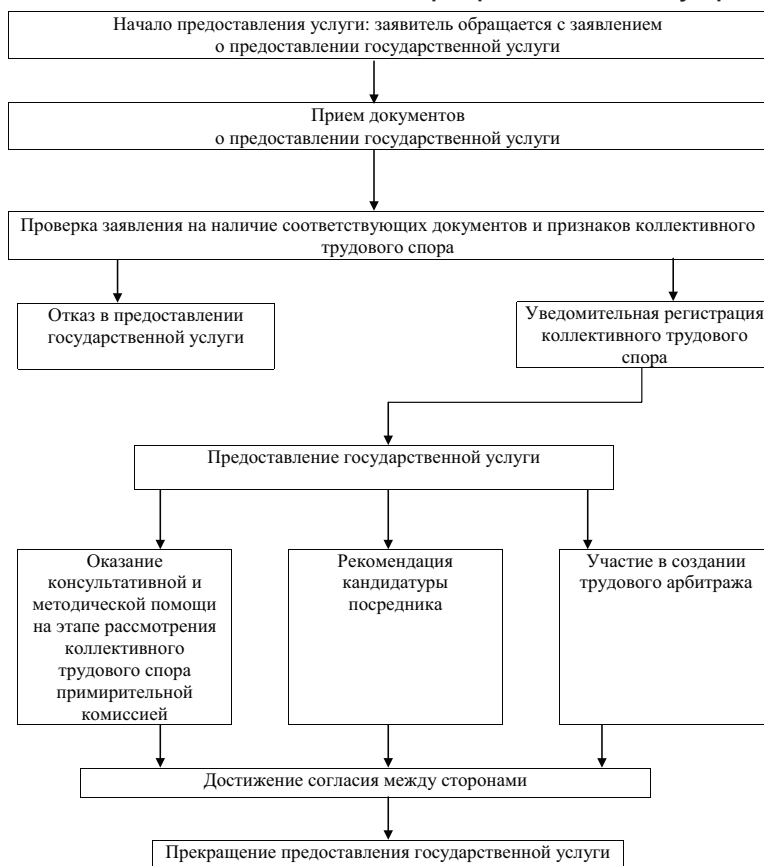 Начало предоставления услуги: заявитель обращается с заявлением
о предоставлении государственной услуги
Прием документов
о предоставлении государственной услуги
Проверка заявления на наличие соответствующих документов и признаков коллективного
трудового спора
Отказ в предоставлении
государственной услуги
Уведомительная регистрация
коллективного трудового
спора
Предоставление государственной услуги
Оказание
консультативной и
методической помощи
на этапе рассмотрения
коллективного
трудового спора
примирительной
комиссией
Рекомендация
кандидатуры
посредника
Участие в создании
трудового арбитража
Достижение согласия между сторонами
Прекращение предоставления государственной услуги